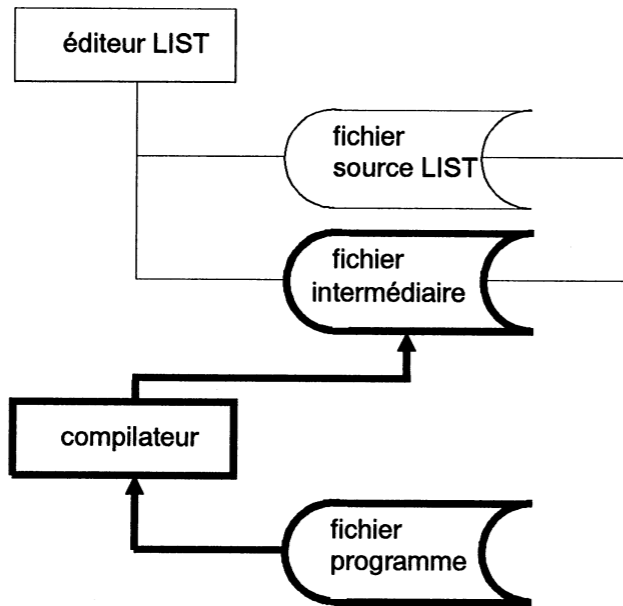 éditeur LIST
fichier
source LIST
fichier
intermédiaire
compilateur
fichier
programme